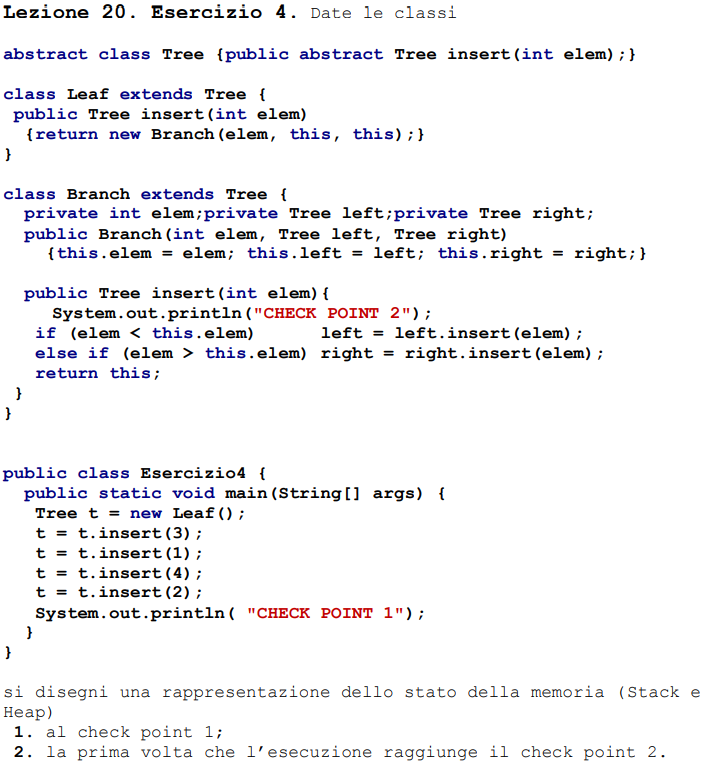 Lezione 20. Esercizio 4. Date le classi
abstract class Tree {public abstract Tree insert(int elem);}
class Leaf extends Tree {
public Tree insert(int elem)
{return new Branch(elem, this, this);}
}
class Branch extends Tree {
private int elem;private Tree left;private Tree right;
public Branch(int elem, Tree left, Tree right)
{this.elem = elem; this.left = left; this.right = right;}
public Tree insert(int elem){
System.out.println("CHECK POINT 2");
if (elem < this.elem) left = left.insert(elem);
else if (elem > this.elem) right = right.insert(elem);
return this;
}
}
public class Esercizio4 {
public static void main(String[] args) {
Tree t = new Leaf();
t = t.insert(3);
t = t.insert(1);
t = t.insert(4);
t = t.insert(2);
System.out.println( "CHECK POINT 1");
}
}
si disegni una rappresentazione dello stato della memoria (Stack e
Heap)
1. al check point 1;
2. la prima volta che l'esecuzione raggiunge il check point 2.